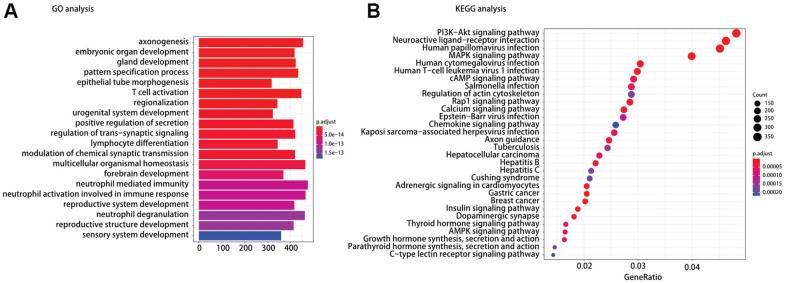 A
GO analysis
axonogenesis
embryonic organ development
gland development
pattern specification process
epithelial tube morphogenesis
T cell activation
regionalization
urogenital system development
positive regulation of secretion
regulation of trans-synaptic signaling
lymphocyte differentiation
modulation of chemical synaptic transmission
multicellular organismal homeostasis
forebrain development
neutrophil mediated immunity
neutrophil activation involved in immune response
reproductive system development
neutrophil degranulation
reproductive structure development
sensory system development
0 100 200 300 400
p.adjust
5.0e-14
1.0e-13
1.5e-13
B
KEGG analysis
PI3K-Akt signaling pathway
Neuroactive ligand-receptor interaction
Human papillomavirus infection
MAPK signaling pathway
Human cytomegalovirus infection
Human T-cell leukemia virus 1 infection
cAMP signaling pathway
Salmonella infection
Regulation of actin cytoskeleton
Rap1 signaling pathway
Calcium signaling pathway
Epstein-Barr virus infection
Chemokine signaling pathway
Kaposi sarcoma-associated herpesvirus infection
Axon guidance
Tuberculosis
Hepatocellular carcinoma
Hepatitis B
Hepatitis C
Cushing syndrome
Adrenergic signaling in cardiomyocytes
Gastric cancer
Breast cancer
Insulin signaling pathway
Dopaminergic synapse
Thyroid hormone signaling pathway
AMPK signaling pathway
Growth hormone synthesis, secretion and action
Parathyroid hormone synthesis, secretion and action
C-type lectin receptor signaling pathway
0.02 0.03 0.04
GeneRatio
Count
150
200
250
300
350
p.adjust
0.00005
0.00010
0.00015
0.00020